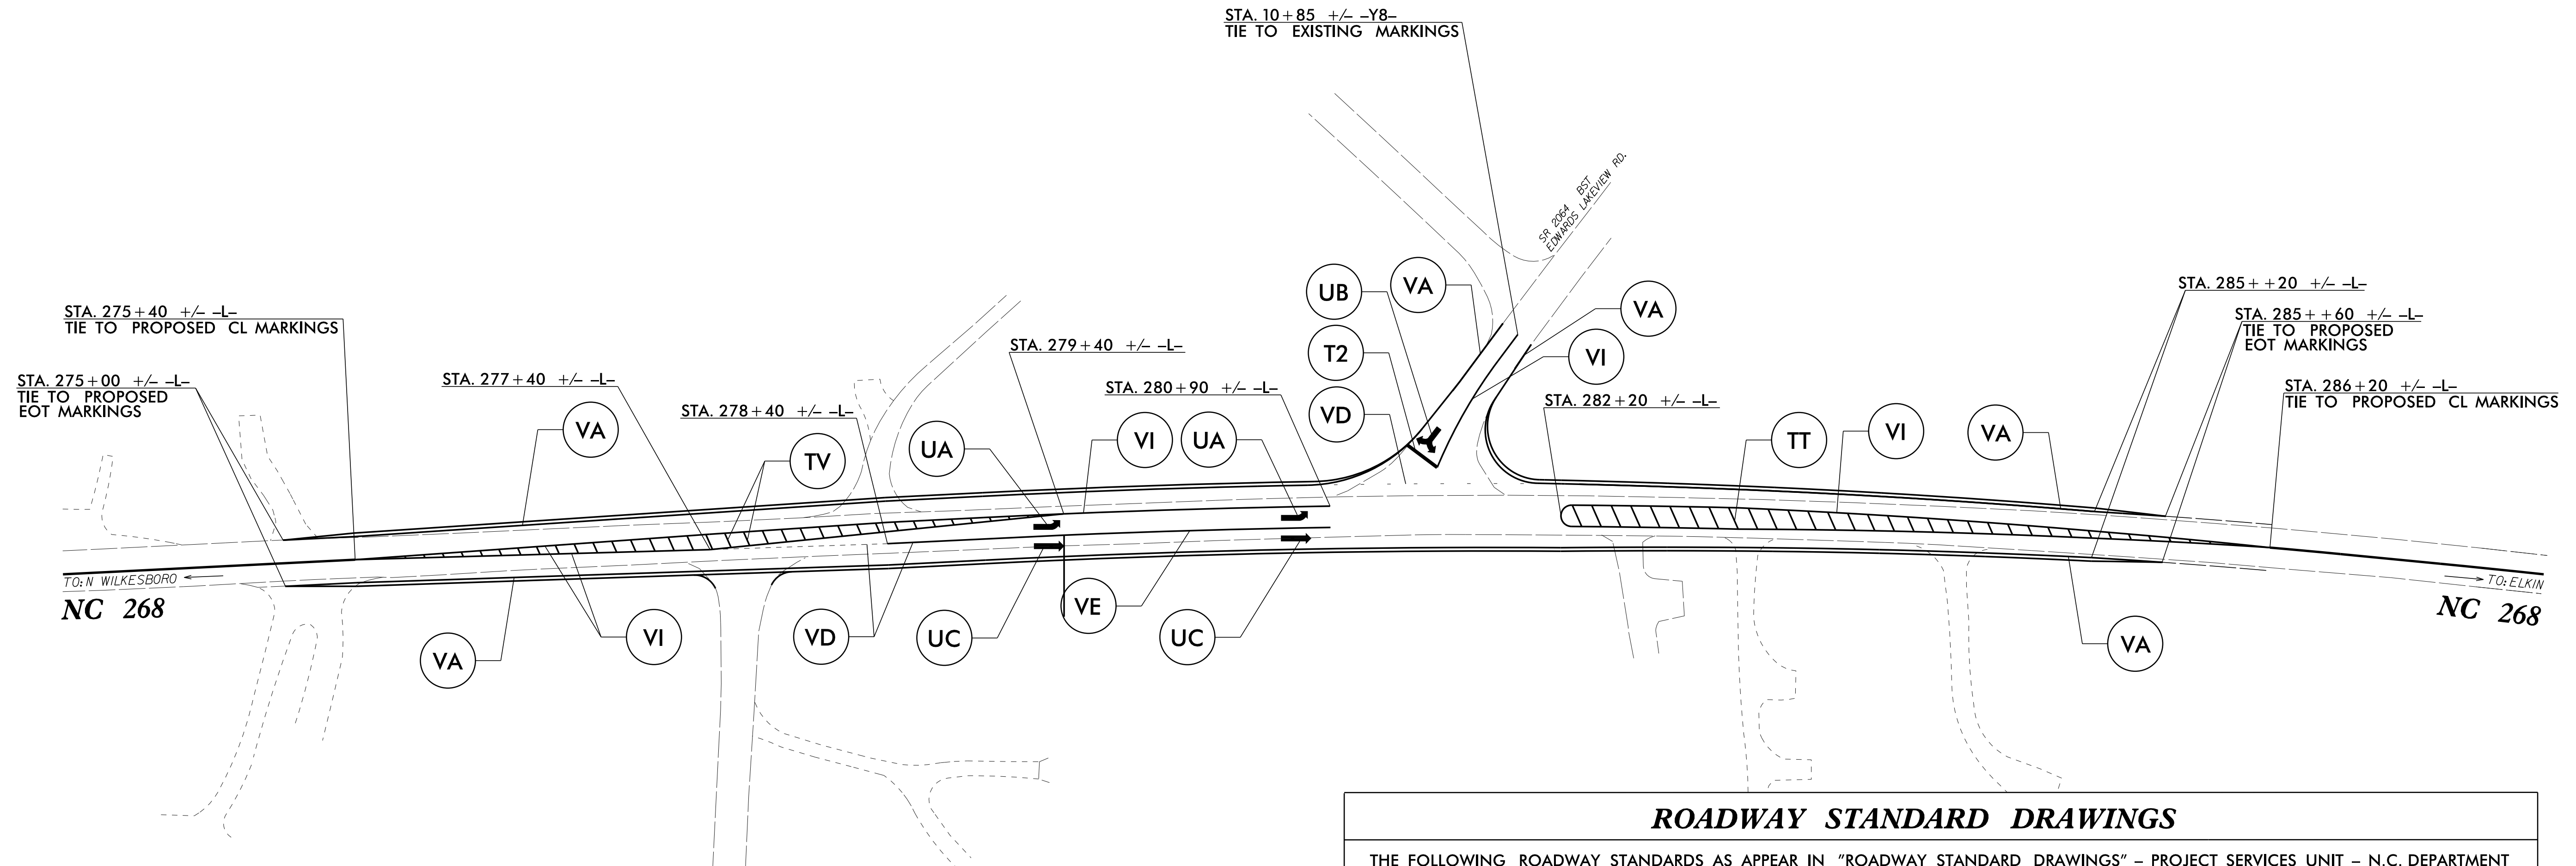 STA. 10+85 +/- -Y8-
TIE TO EXISTING MARKINGS
SR 2064 BST
EDWARDS LAKEVIEW RD.
STA. 275+40 +/- -L-
TIE TO PROPOSED CL MARKINGS
STA. 275+00 +/- -L-
TIE TO PROPOSED
EOT MARKINGS
STA. 277+40 +/- -L-
VA
STA. 278+40 +/- -L-
TV
UA
STA. 279+40 +/- -L-
STA. 280+90 +/- -L-
VI
UA
UB
VA
T2
VD
VA
VI
STA. 282+20 +/- -L-
TT
VI
VA
STA. 285++20 +/- -L-
STA. 285++60 +/- -L-
TIE TO PROPOSED
EOT MARKINGS
STA. 286+20 +/- -L-
TIE TO PROPOSED CL MARKINGS
TO: N WILKESBORO
NC 268
VA
VI
VD
UC
VE
UC
VA
TO: ELKIN
NC 268
ROADWAY STANDARD DRAWINGS
THE FOLLOWING ROADWAY STANDARDS AS APPEAR IN "ROADWAY STANDARD DRAWINGS" – PROJECT SERVICES UNIT – N.C. DEPARTMENT